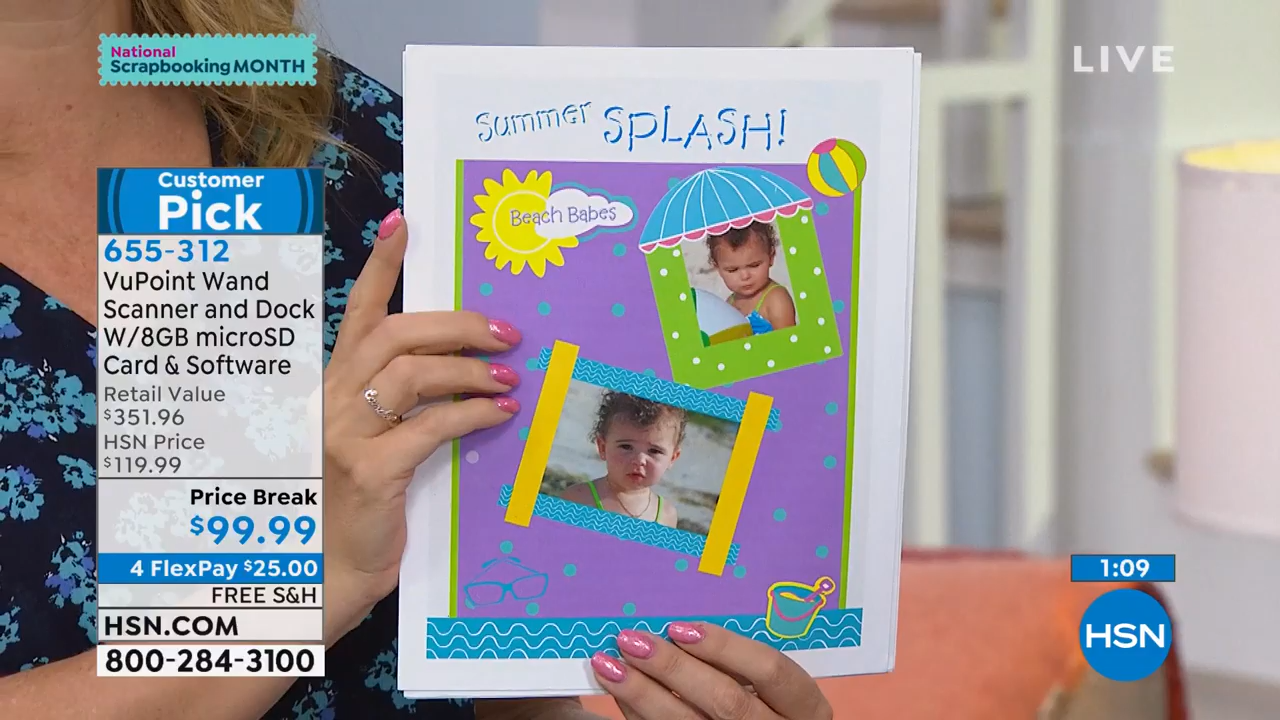 National
Scrapbooking MONTH
LIVE
Customer
Pick
655-312
VuPoint Wand
Scanner and Dock
W/8GB microSD
Card & Software
Retail Value
$351.96
HSN Price
$119.99
Price Break
$99.99
4 FlexPay $25.00
FREE S&H
HSN.COM
800-284-3100
Summer SPLASH!
Beach Babes
1:09
HSN